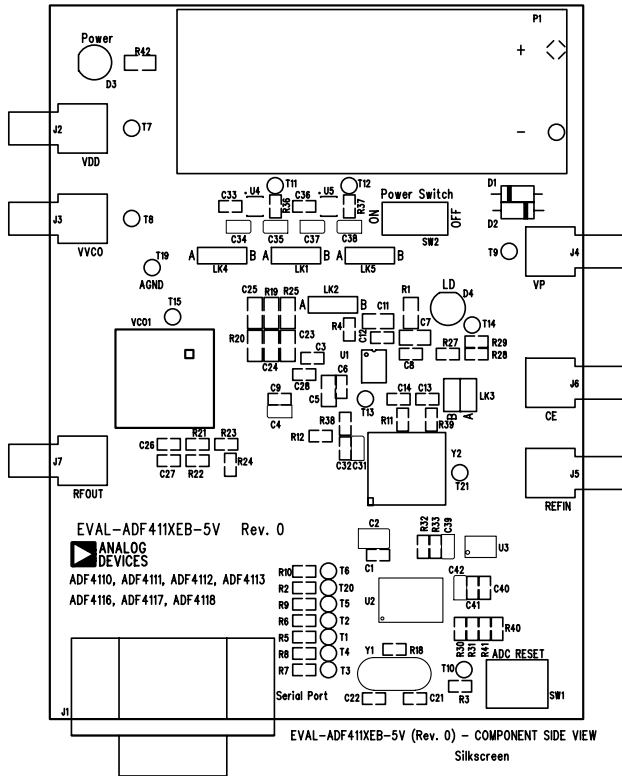 P1
Power
R42
D3
+
-
J2
T7
VDD
J3
T8
VVCO
T11
T12
C33
U4
R36
C36
U5
R37
Power Switch
ON
OFF
SW2
D1
D2
C34
C35
C37
C38
T19
AGND
A
B
LK4
A
B
LK1
A
B
LK5
T9
J4
VP
C25
R19
R25
A
LK2
B
R1
LD
D4
T15
VCO1
R4
C11
C12
C7
T14
R20
C23
C24
C3
U1
C8
R27
R29
R28
C28
C6
C5
T13
C14
C13
LK3
B
A
J6
CE
C9
C4
R38
R11
R39
R12
C32
C31
Y2
T21
J7
RFOUT
C26
R21
R23
C27
R22
R24
J5
REFIN
EVAL-ADF411XEB-5V Rev. 0
ANALOG
DEVICES
ADF4110, ADF4111, ADF4112, ADF4113
ADF4116, ADF4117, ADF4118
C2
C1
R32
R33
C39
U3
R10
T6
R2
T20
R9
T5
R6
T2
R5
T1
R8
T4
R7
T3
U2
C42
C41
C40
R30
R31
R41
R40
Y1
R18
C22
C21
T10
R3
ADC RESET
SW1
J1
Serial Port
EVAL-ADF411XEB-5V (Rev. 0) - COMPONENT SIDE VIEW
Silkscreen